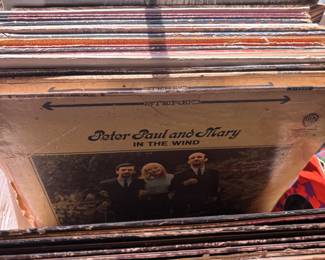 STEREO
Peter Paul and Mary
IN THE WIND